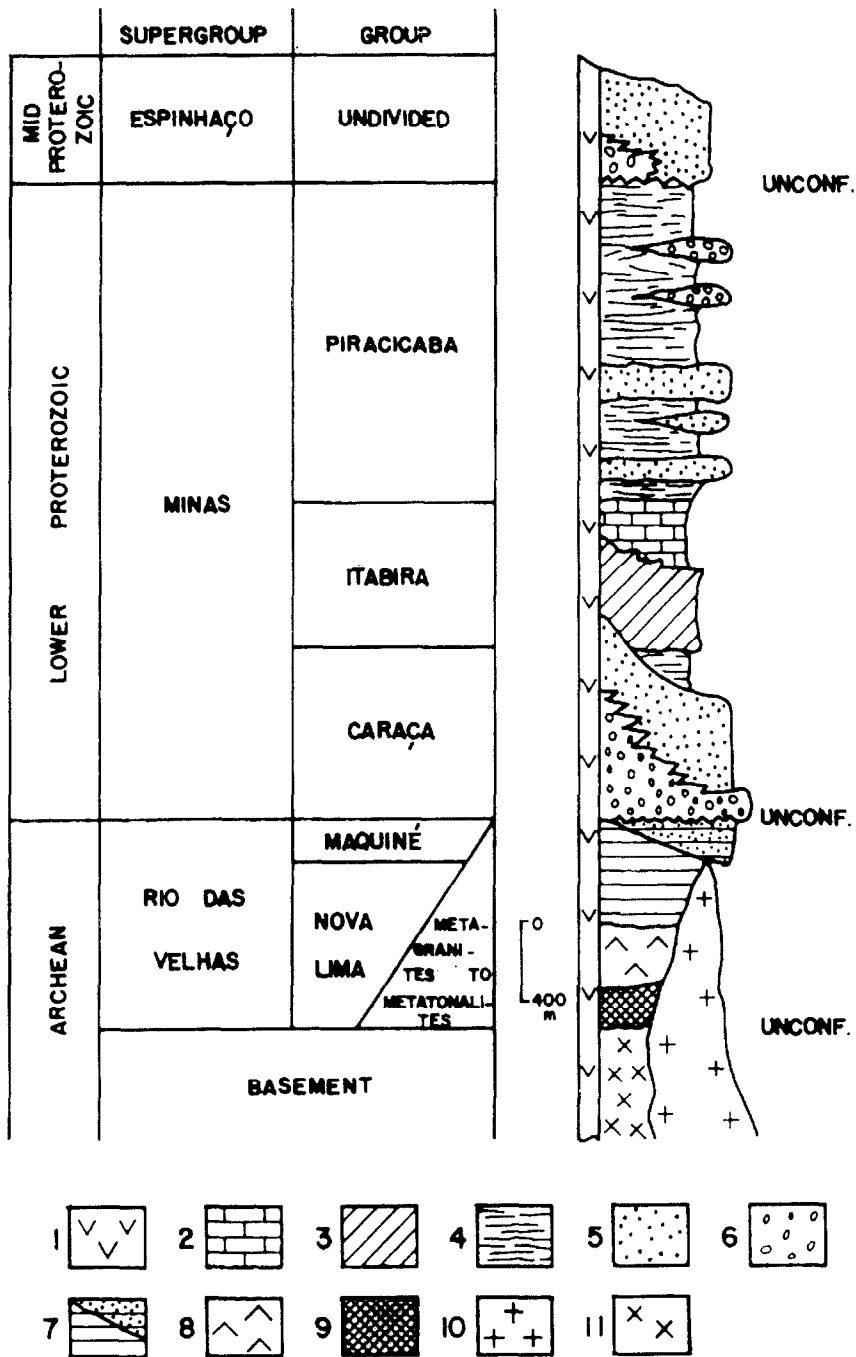 SUPERGROUP GROUP
MID
PROTERO-
ZOIC
ESPINHAÇO UNDIVIDED
UNCONF.
LOWER PROTEROZOIC
MINAS
PIRACICABA
ITABIRA
CARAÇA
UNCONF.
ARCHEAN
RIO DAS
VELHAS
MAQUINÉ
NOVA
LIMA
META-
GRANI-
TES TO
METATONALI-
TES
0
400
m
UNCONF.
BASEMENT
1 2 3 4 5 6
7 8 9 10 11